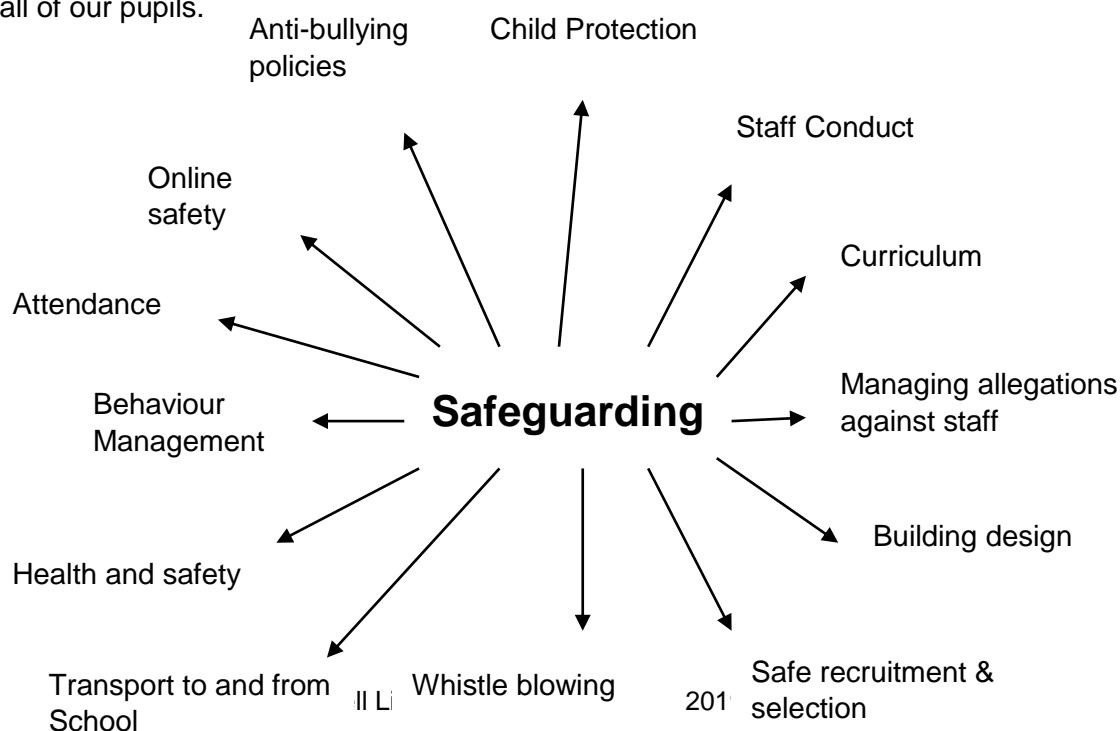 all of our pupils.
Anti-bullying
policies
Child Protection
Staff Conduct
Online
safety
Curriculum
Attendance
Managing allegations
against staff
Behaviour
Management
Safeguarding
Building design
Health and safety
Transport to and from
School
Whistle blowing
Safe recruitment &
selection